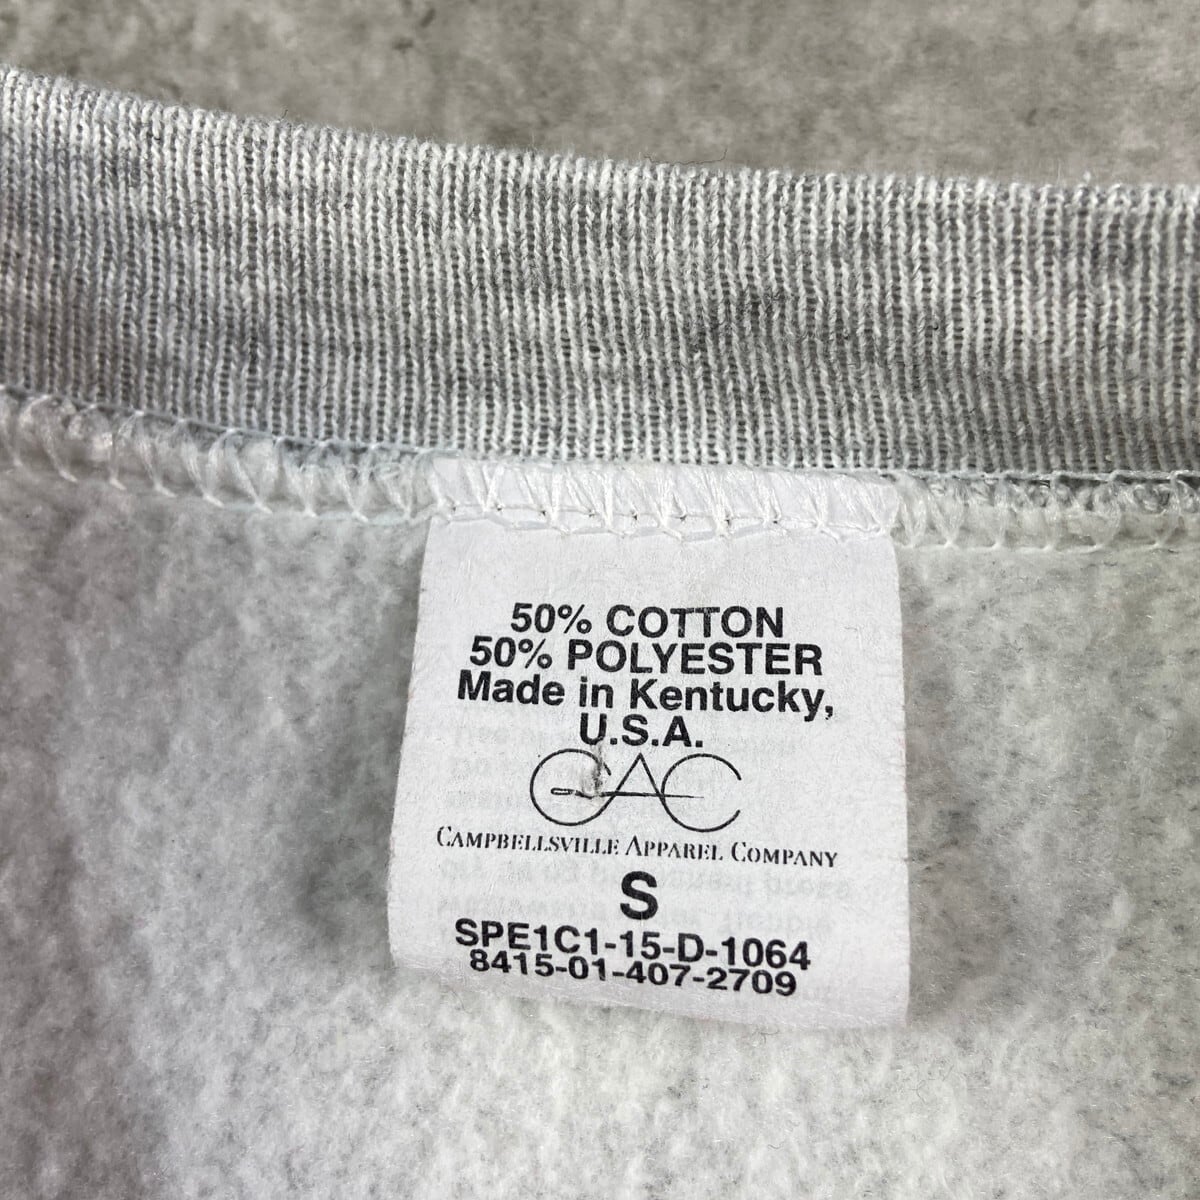 50% COTTON
50% POLYESTER
Made in Kentucky,
U.S.A.
CAC
CAMPBELLSVILLE APPAREL COMPANY
S
SPE1C1-15-D-1064
8415-01-407-2709